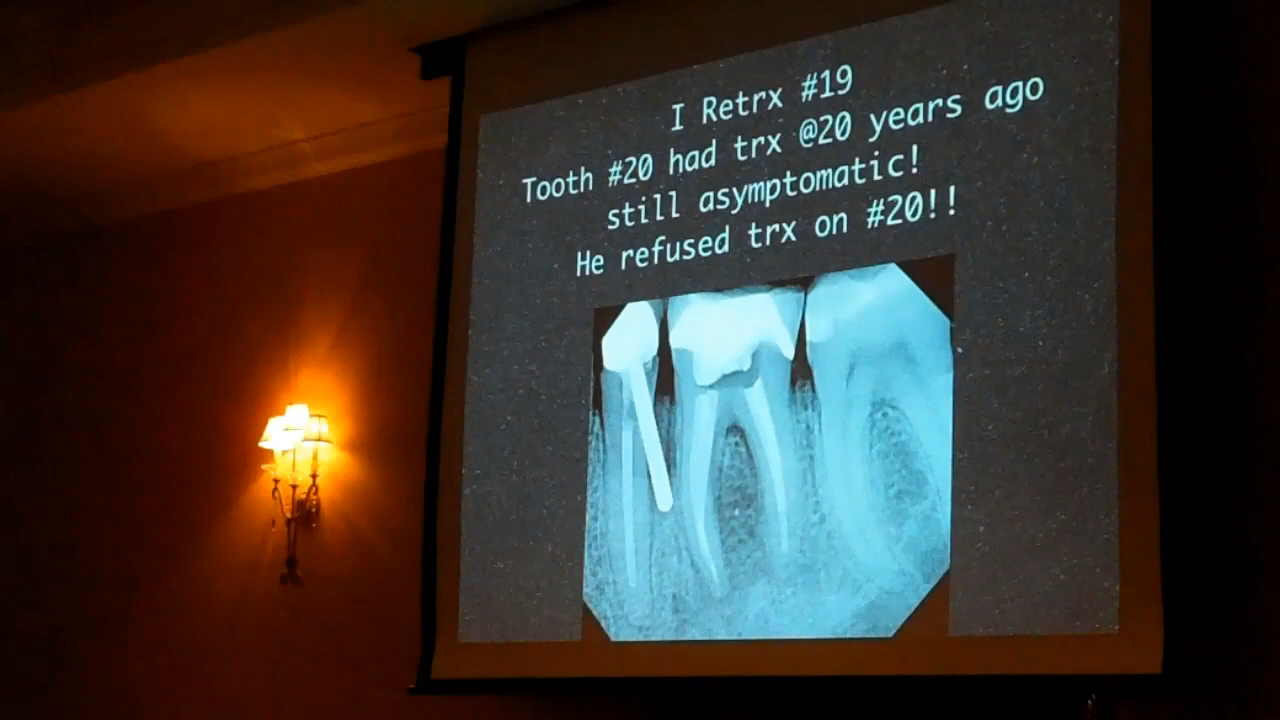 I Retrx #19
Tooth #20 had trx @20 years ago
still asymptomatic!
He refused trx on #20!!